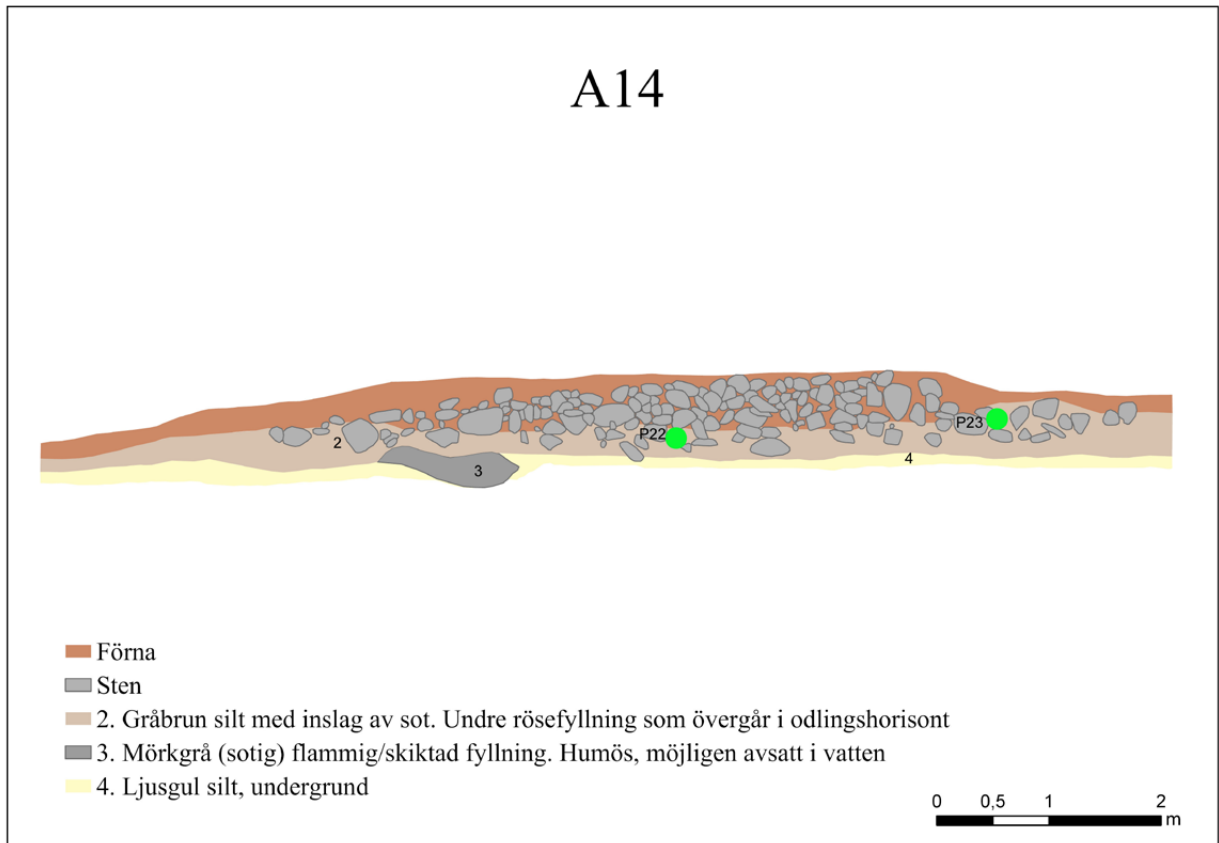 A14
2
P22
P23
4
3
Förna
Sten
2. Gråbrun silt med inslag av sot. Undre rösefyllning som övergår i odlingshorisont
3. Mörkgrå (sotig) flammig/skiktad fyllning. Humös, möjligen avsatt i vatten
4. Ljusgul silt, undergrund
0 0,5 1 2
m